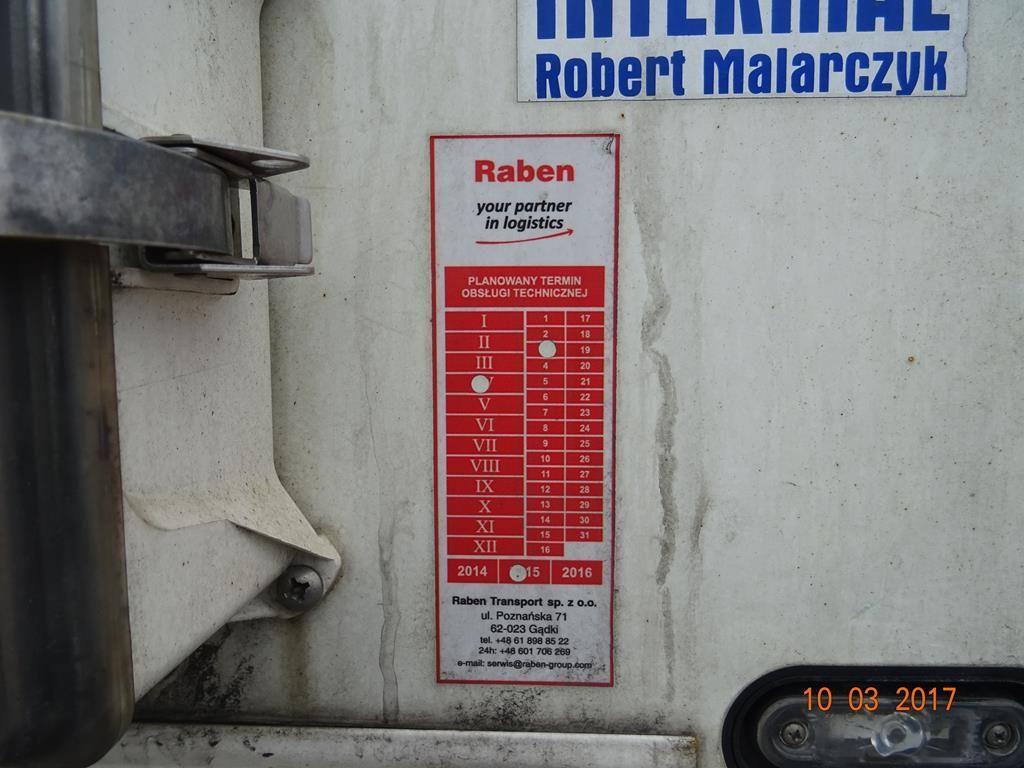 Robert Malarczyk
Raben
your partner
in logistics
PLANOWANY TERMIN
OBSŁUGI TECHNICZNEJ
I 1 17
II 2 18
III 19
4 20
5 21
V 6 22
VI 7 23
VII 8 24
VIII 9 25
IX 10 26
X 11 27
XI 12 28
XII 13 29
14 30
15 31
16
2014 15 2016
Raben Transport sp. z o.o.
ul. Poznańska 71
62-023 Gądki
tel. +48 61 898 85 22
24h: +48 601 706 269
e-mail: serwis@raben-group.com
10 03 2017